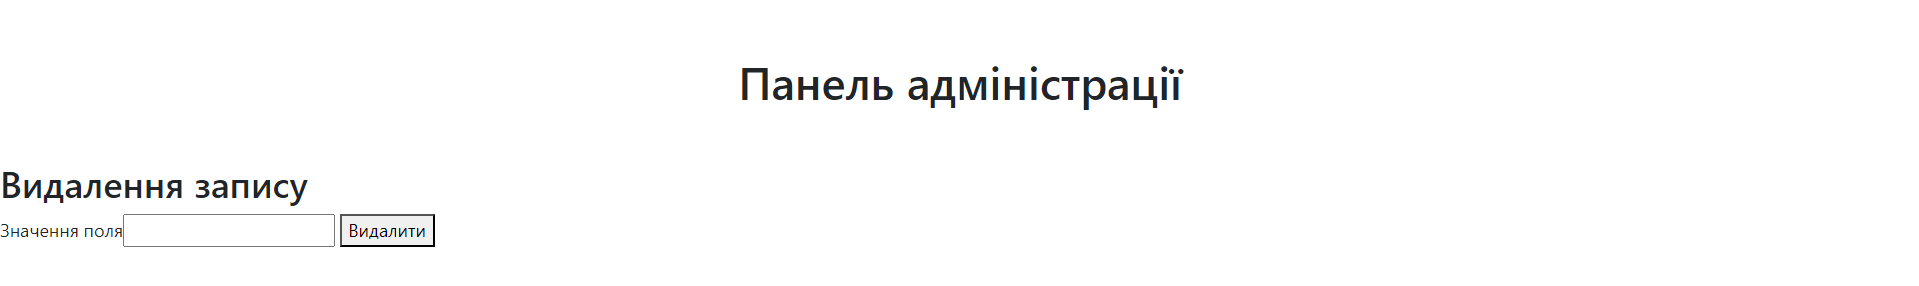 Панель адміністрації
Видалення запису
Значення поля Видалити